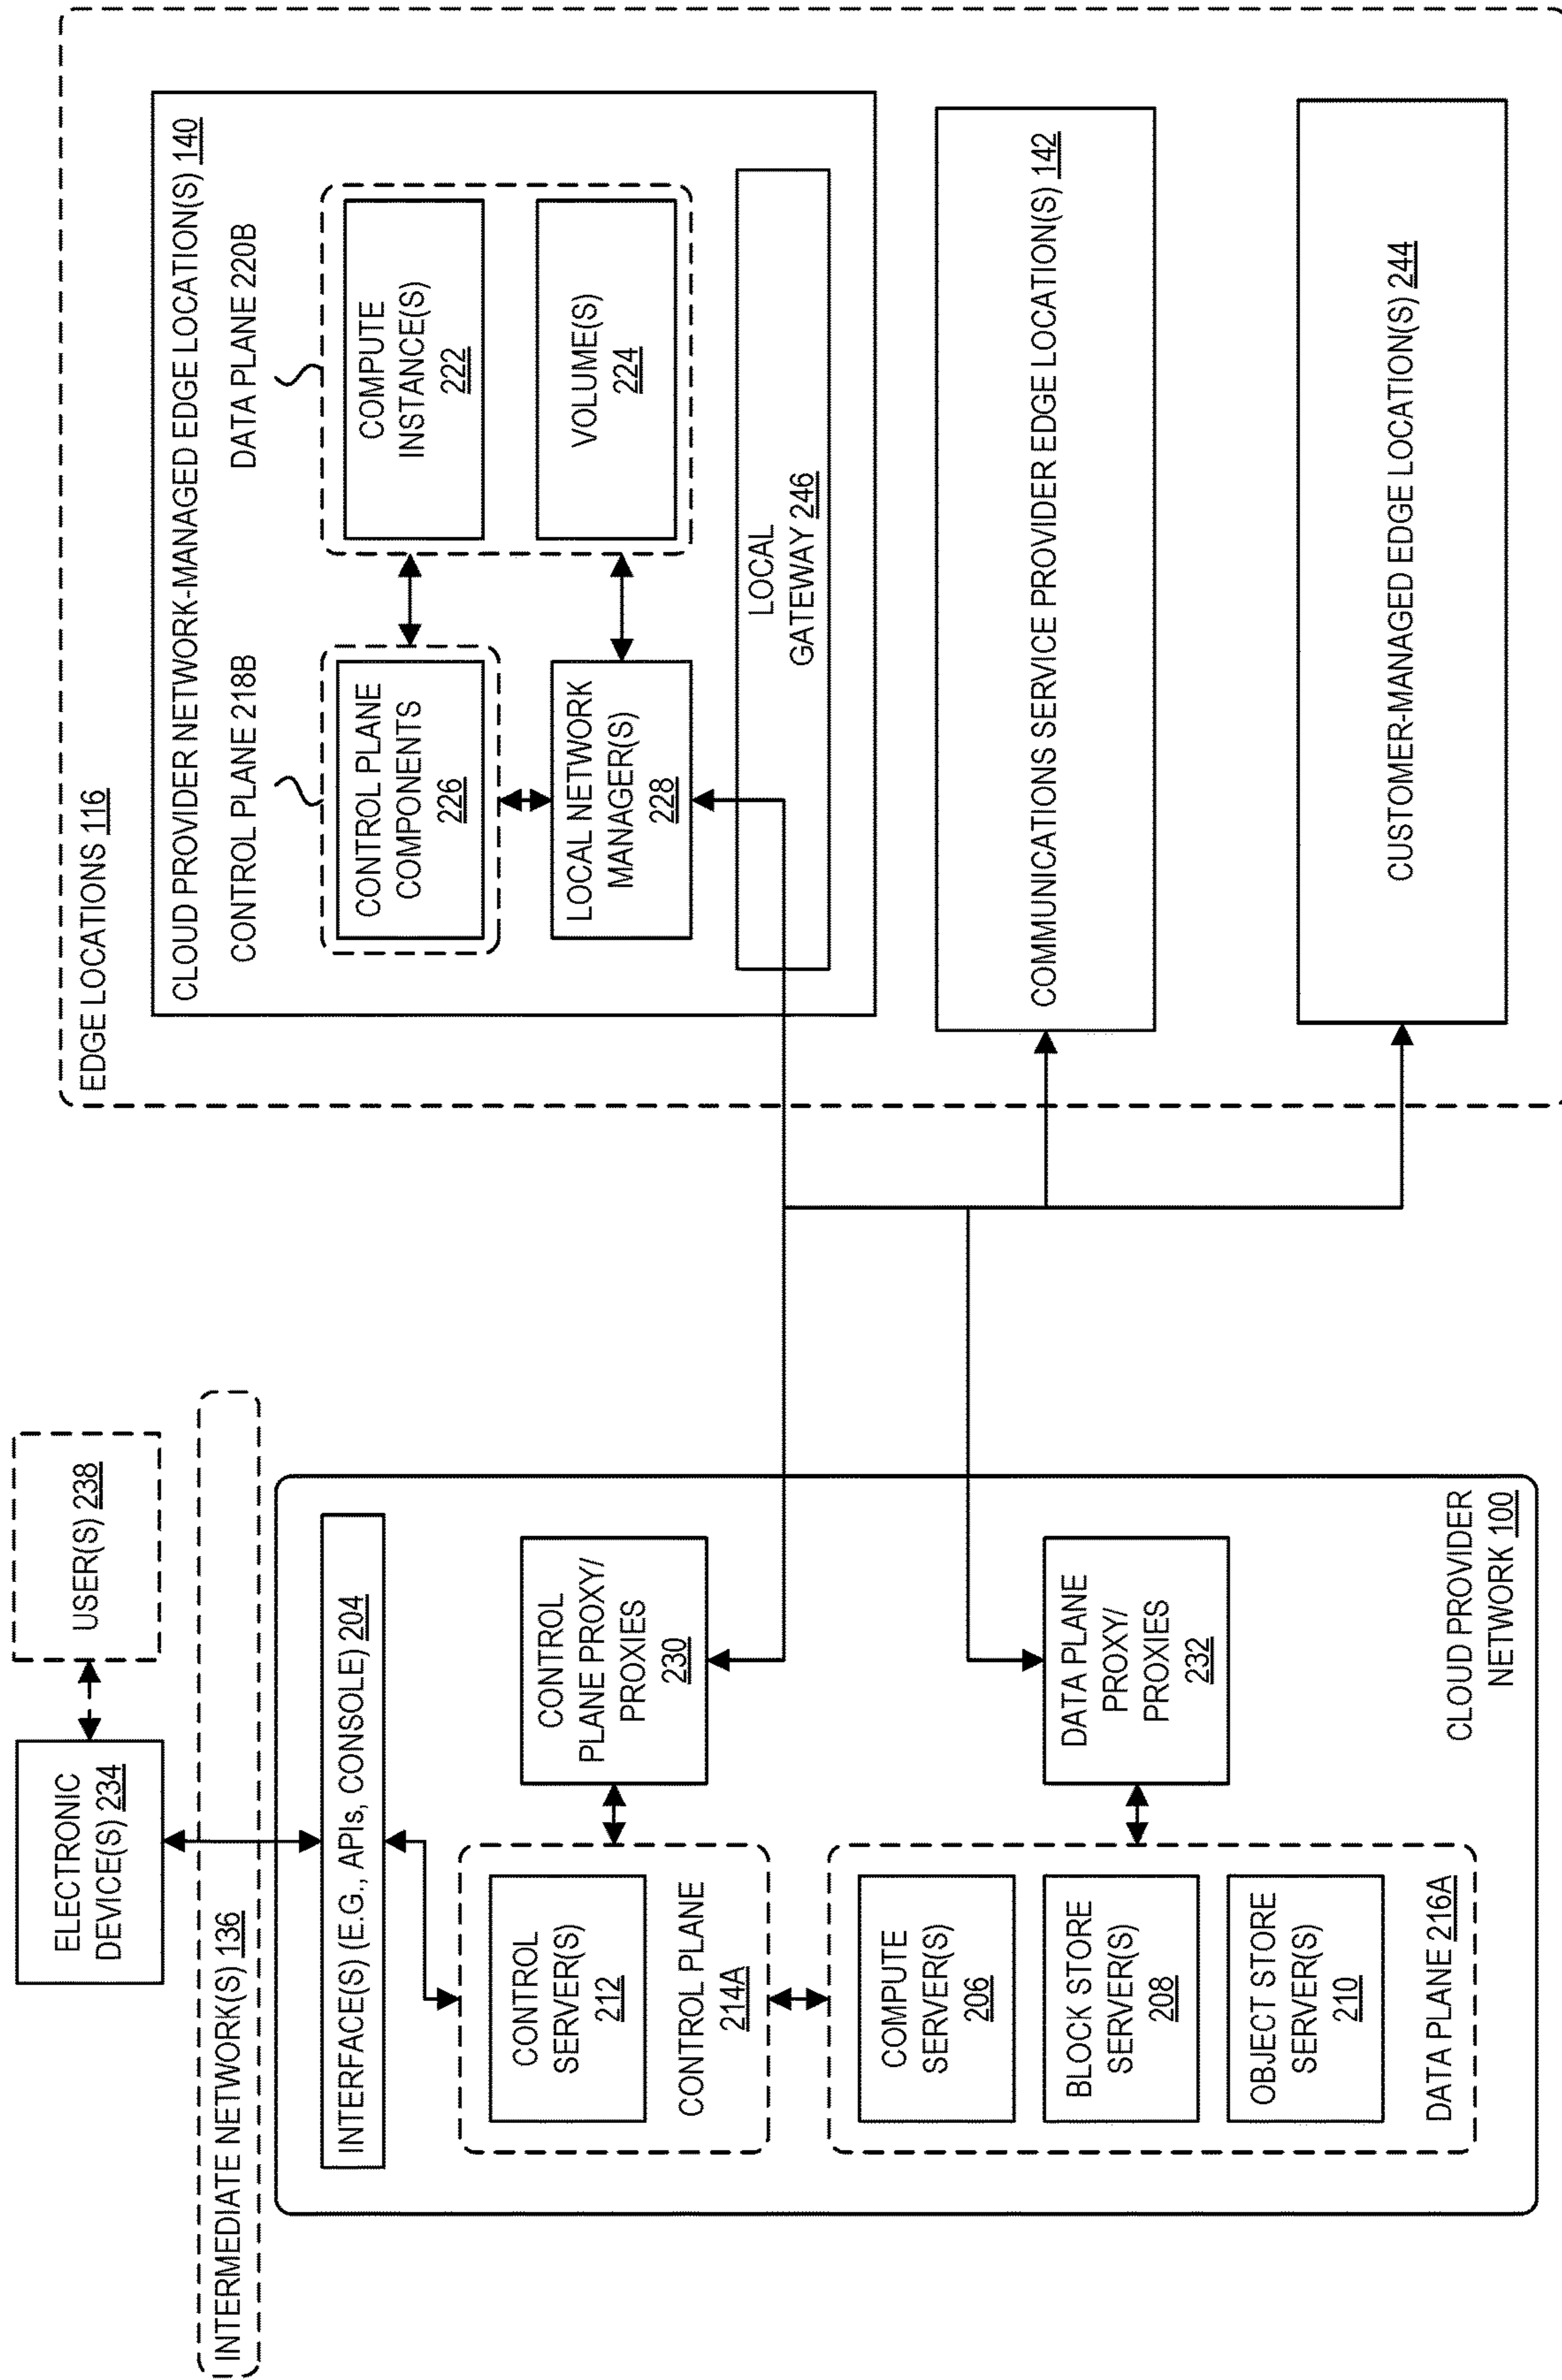 ELECTRONIC
DEVICE(S) 234
USER(S) 238
INTERMEDIATE NETWORK(S) 136
INTERFACE(S) (E.G., APIs, CONSOLE) 204
CONTROL
SERVER(S)
212
CONTROL PLANE
214A
CONTROL
PLANE PROXY/
PROXIES
230
COMPUTE
SERVER(S)
206
BLOCK STORE
SERVER(S)
208
OBJECT STORE
SERVER(S)
210
DATA PLANE 216A
DATA PLANE
PROXY/
PROXIES
232
CLOUD PROVIDER
NETWORK 100
EDGE LOCATIONS 116
CLOUD PROVIDER NETWORK-MANAGED EDGE LOCATION(S) 140
CONTROL PLANE 218B
DATA PLANE 220B
CONTROL PLANE
COMPONENTS
226
COMPUTE
INSTANCE(S)
222
LOCAL NETWORK
MANAGER(S)
228
VOLUME(S)
224
LOCAL
GATEWAY 246
COMMUNICATIONS SERVICE PROVIDER EDGE LOCATION(S) 142
CUSTOMER-MANAGED EDGE LOCATION(S) 244